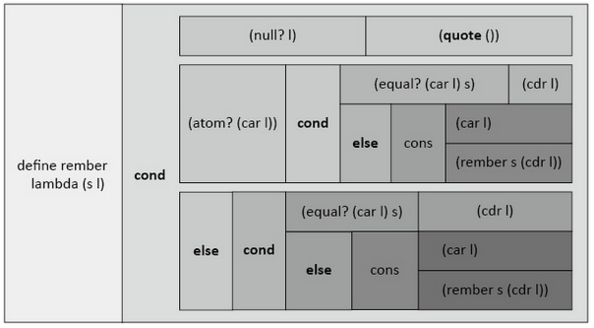 define rember
lambda (s l)
cond
(null? l)
(quote ())
(atom? (car l))
cond
(equal? (car l) s)
(cdr l)
else
cons
(car l)
(rember s (cdr l))
else
cond
(equal? (car l) s)
(cdr l)
else
cons
(car l)
(rember s (cdr l))